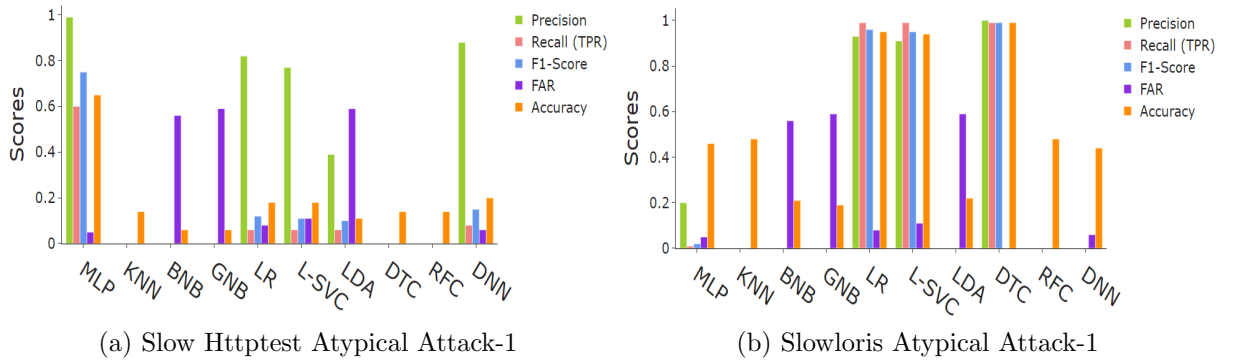 1
0.8
0.6
0.4
0.2
0
Scores
MLP
KNN
BNB
GNB
LR
L-SVC
LDA
DTC
RFC
DNN
Precision
Recall (TPR)
F1-Score
FAR
Accuracy
(a) Slow Httptest Atypical Attack-1
1
0.8
0.6
0.4
0.2
0
Scores
MLP
KNN
BNB
GNB
LR
L-SVC
LDA
DTC
RFC
DNN
Precision
Recall (TPR)
F1-Score
FAR
Accuracy
(b) Slowloris Atypical Attack-1